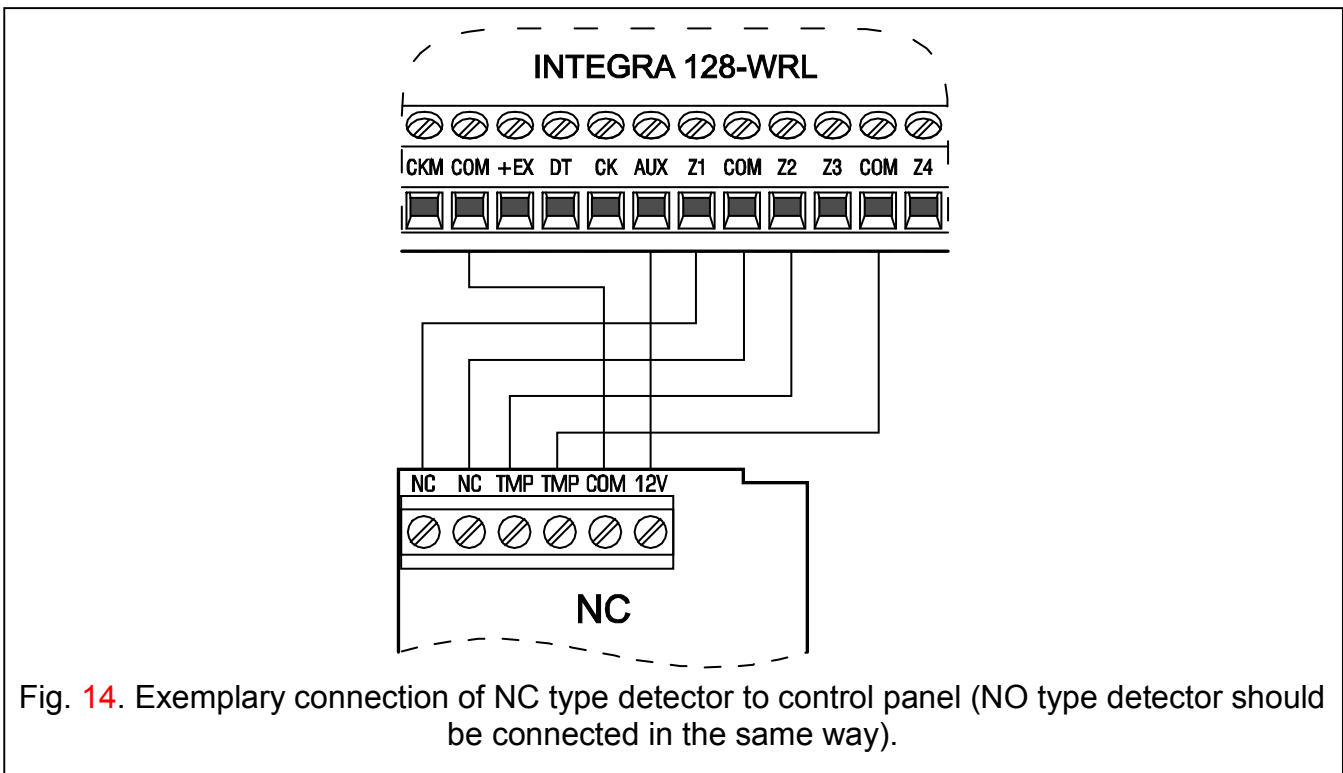 INTEGRA 128-WRL
CKM COM +EX DT CK AUX Z1 COM Z2 Z3 COM Z4
NC NC TMP TMP COM 12V
NC
Fig. 14. Exemplary connection of NC type detector to control panel (NO type detector should
be connected in the same way).